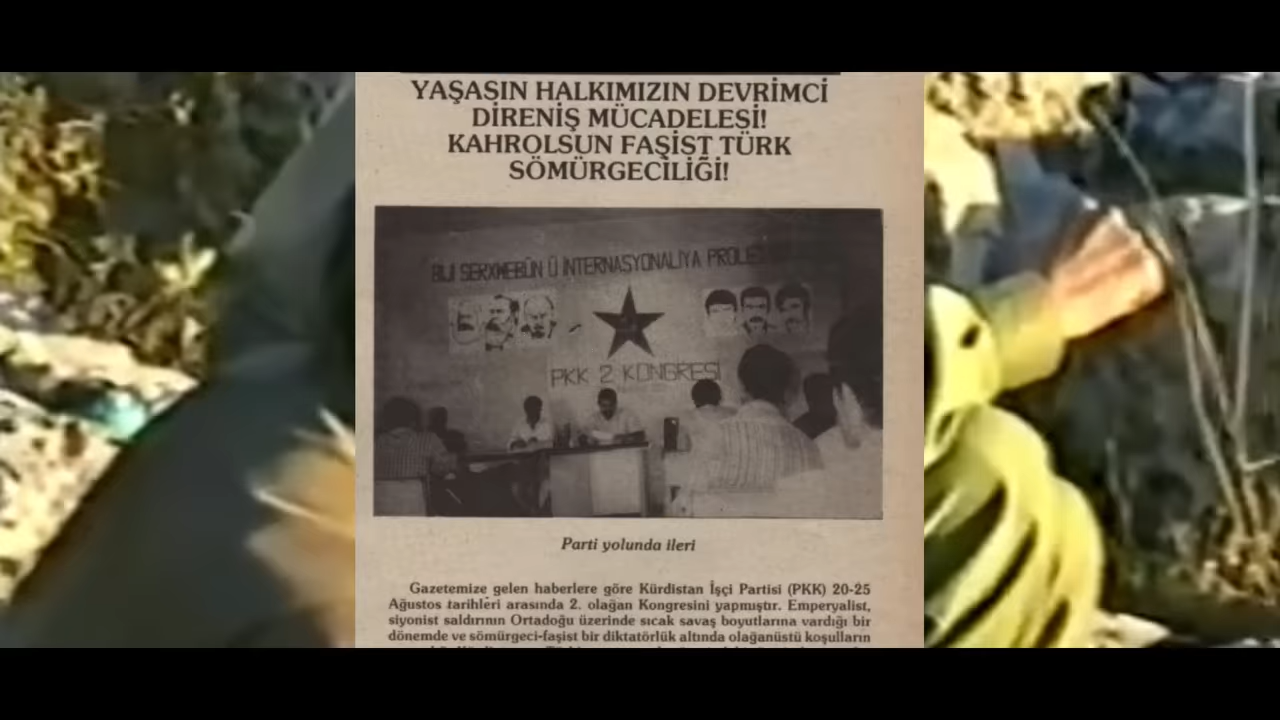 YAŞASIN HALKIMIZIN DEVRİMCİ
DİRENİŞ MÜCADELESİ!
KAHROLSUN FAŞİST TÜRK
SÖMÜRGECİLİĞİ!
BIJI SERXWEBÛN Û INTERNASYONALIYA
PKK 2. KONGRESİ
Parti yolunda ileri
Gazetemize gelen haberlere göre Kürdistan İşçi Partisi (PKK) 20-25
Ağustos tarihleri arasında 2. olağan Kongresini yapmıştır. Emperyalist,
siyonist saldırının Ortadoğu üzerinde sıcak savaş boyutlarına vardığı bir
dönemde ve sömürgeci-faşist bir diktatörlük altında olağanüstü koşulların